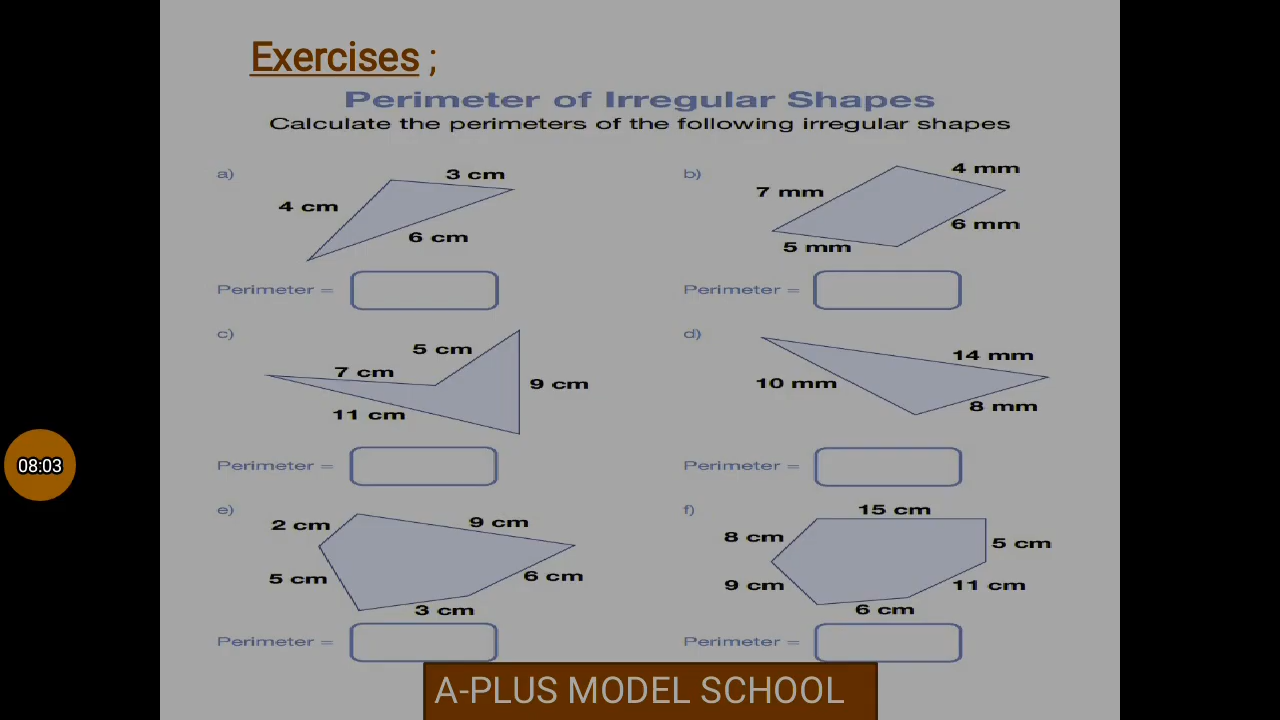 Exercises ;
Perimeter of Irregular Shapes
Calculate the perimeters of the following irregular shapes
a)
3 cm
4 cm
6 cm
Perimeter =
b)
4 mm
7 mm
6 mm
5 mm
Perimeter =
c)
5 cm
7 cm
9 cm
11 cm
Perimeter =
d)
14 mm
10 mm
8 mm
Perimeter =
08:03
e)
2 cm
9 cm
5 cm
6 cm
3 cm
Perimeter =
f)
15 cm
8 cm
5 cm
9 cm
11 cm
6 cm
Perimeter =
A-PLUS MODEL SCHOOL